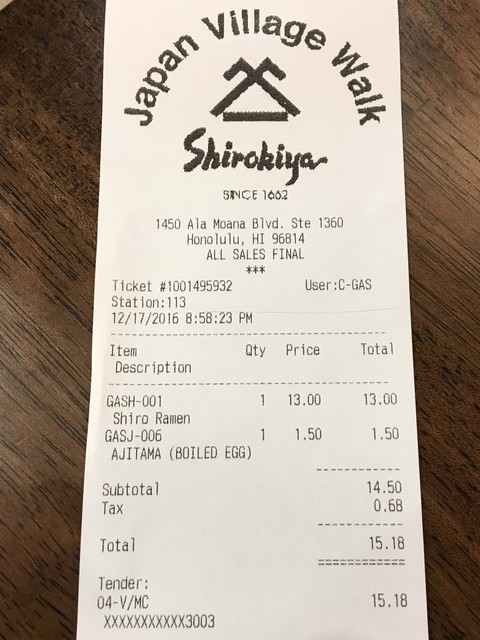 Japan Village Walk
Shirokiya
SINCE 1662
1450 Ala Moana Blvd. Ste 1360
Honolulu, HI 96814
ALL SALES FINAL
***
Ticket #1001495932 User:C-GAS
Station:113
12/17/2016 8:58:23 PM
Item Qty Price Total
Description
GASH-001 1 13.00 13.00
Shiro Ramen
GASJ-006 1 1.50 1.50
AJITAMA (BOILED EGG)
Subtotal 14.50
Tax 0.68
Total 15.18
Tender:
04-V/MC 15.18
XXXXXXXXXXXX3003